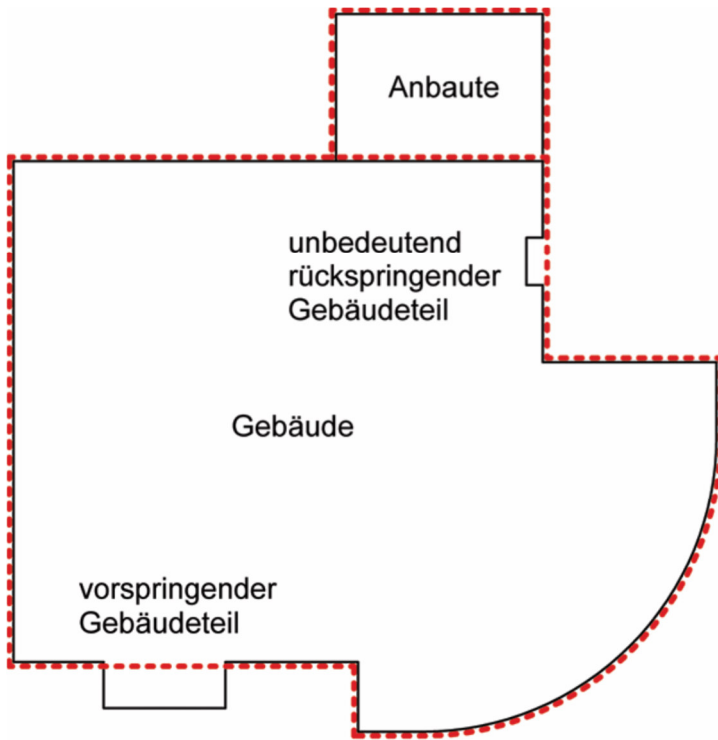 Anbaute
unbedeutend
rückspringender
Gebäudeteil
Gebäude
vorspringender
Gebäudeteil